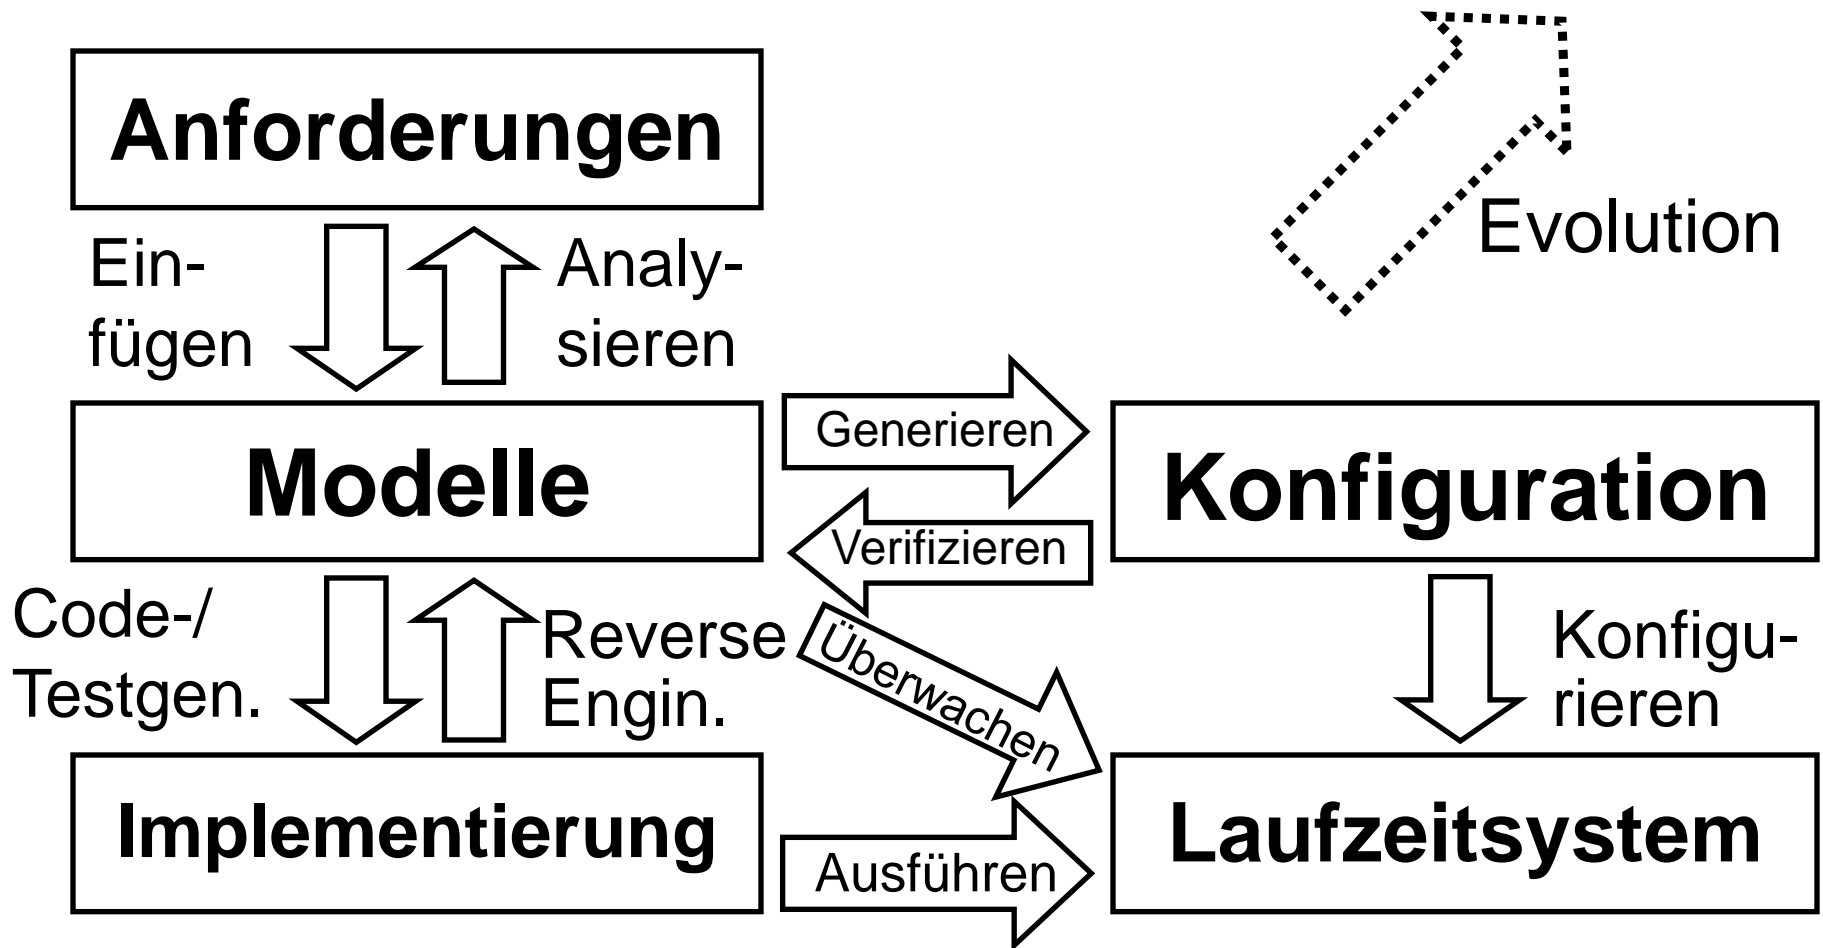 Anforderungen
Evolution
Ein-
fügen
Analy-
sieren
Modelle
Generieren
Verifizieren
Konfiguration
Code-/
Testgen.
Reverse
Engin.
Überwachen
Konfigu-
rieren
Implementierung
Ausführen
Laufzeitsystem